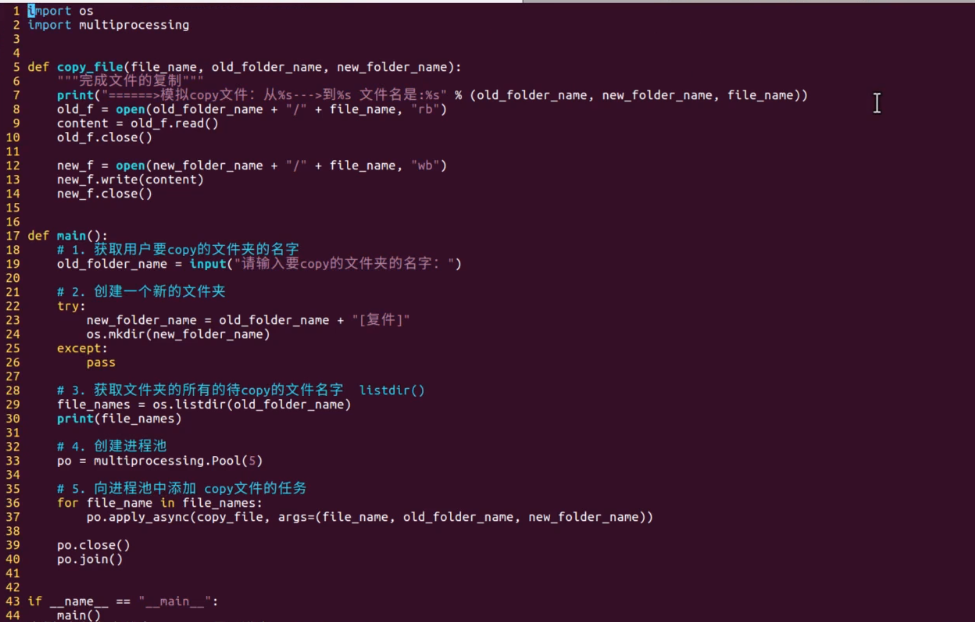 1 import os
2 import multiprocessing
3
4
5 def copy_file(file_name, old_folder_name, new_folder_name):
6     """完成文件的复制"""
7     print("======>模拟copy文件：从%s--->到%s 文件名是:%s" % (old_folder_name, new_folder_name, file_name))
8     old_f = open(old_folder_name + "/" + file_name, "rb")
9     content = old_f.read()
10     old_f.close()
11
12     new_f = open(new_folder_name + "/" + file_name, "wb")
13     new_f.write(content)
14     new_f.close()
15
16
17 def main():
18     # 1. 获取用户要copy的文件夹的名字
19     old_folder_name = input("请输入要copy的文件夹的名字：")
20
21     # 2. 创建一个新的文件夹
22     try:
23         new_folder_name = old_folder_name + "[复件]"
24         os.mkdir(new_folder_name)
25     except:
26         pass
27
28     # 3. 获取文件夹的所有的待copy的文件名字  listdir()
29     file_names = os.listdir(old_folder_name)
30     print(file_names)
31
32     # 4. 创建进程池
33     po = multiprocessing.Pool(5)
34
35     # 5. 向进程池中添加 copy文件的任务
36     for file_name in file_names:
37         po.apply_async(copy_file, args=(file_name, old_folder_name, new_folder_name))
38
39     po.close()
40     po.join()
41
42
43 if __name__ == "__main__":
44     main()